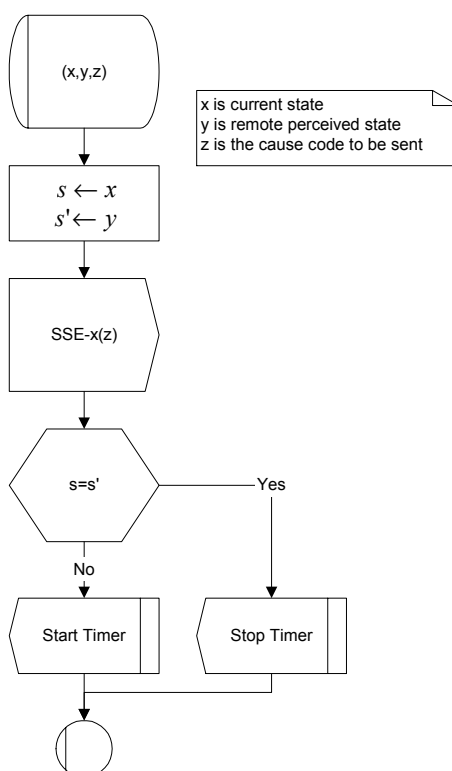 (x,y,z)
x is current state
y is remote perceived state
z is the cause code to be sent
s ← x
s'← y
SSE-x(z)
s=s'
Yes
No
Start Timer
Stop Timer